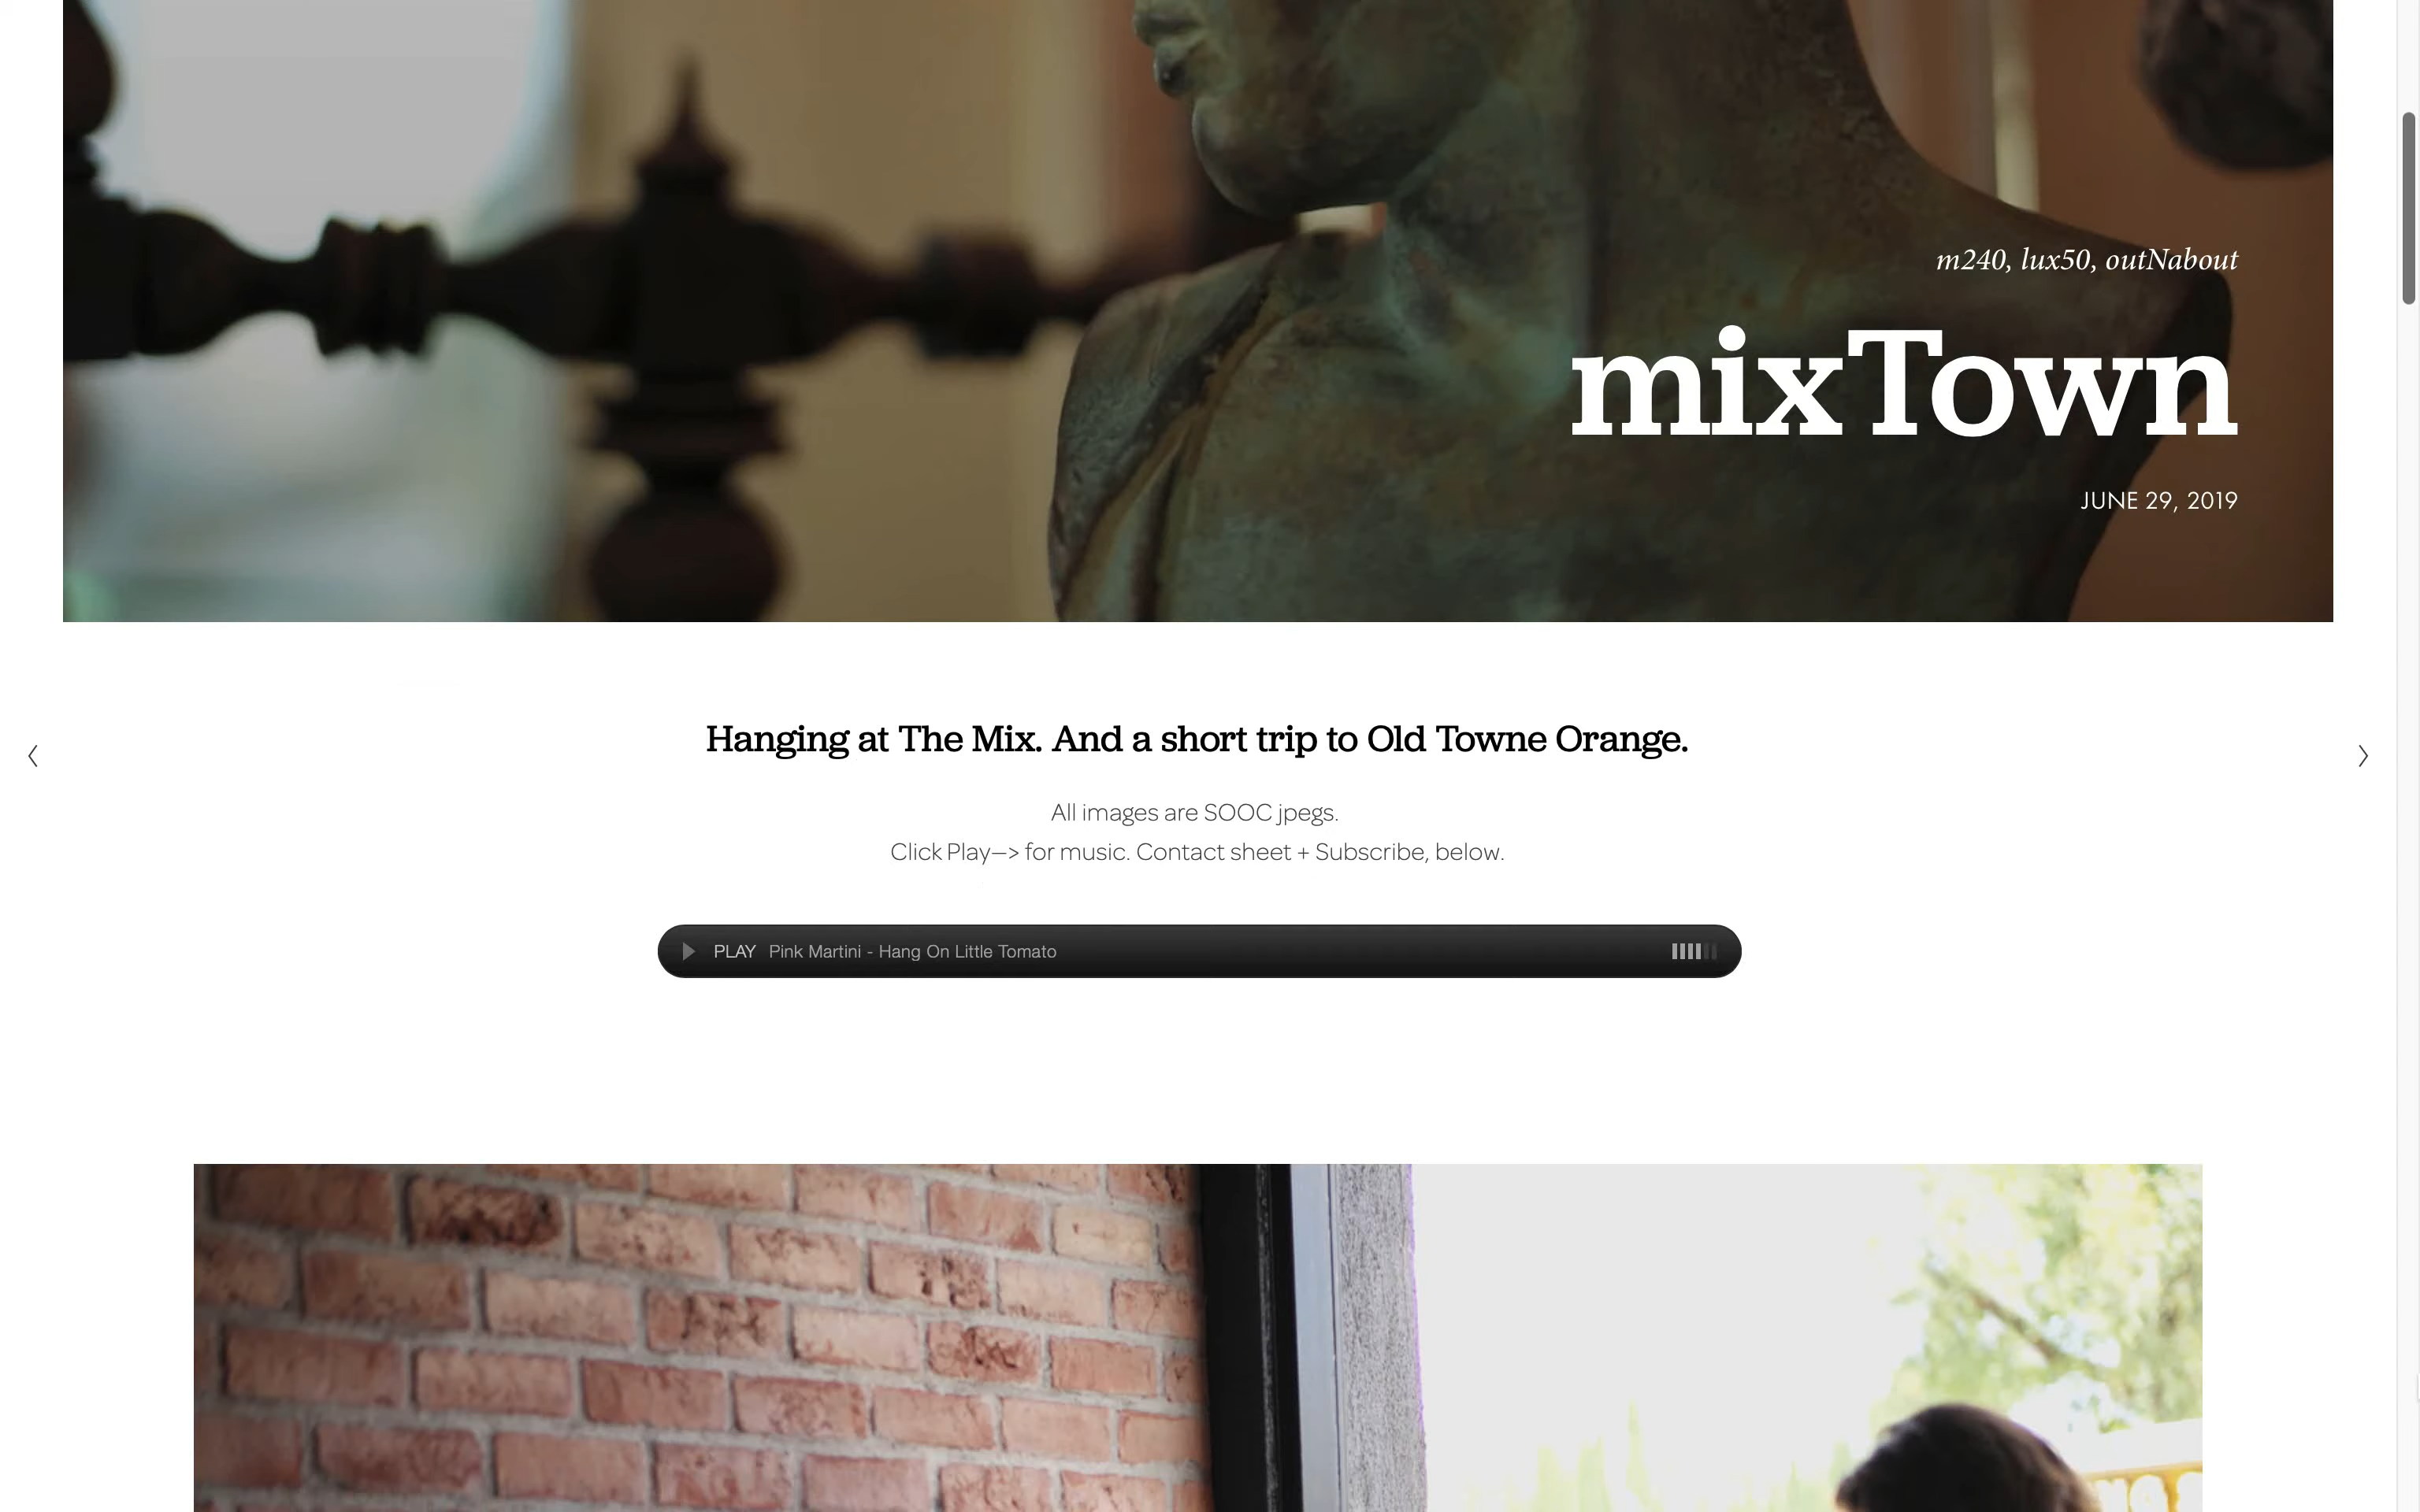 m240, lux50, outNabout
mixTown
JUNE 29, 2019
Hanging at The Mix. And a short trip to Old Towne Orange.
All images are SOOC jpegs.
Click Play—> for music. Contact sheet + Subscribe, below.
PLAY Pink Martini - Hang On Little Tomato